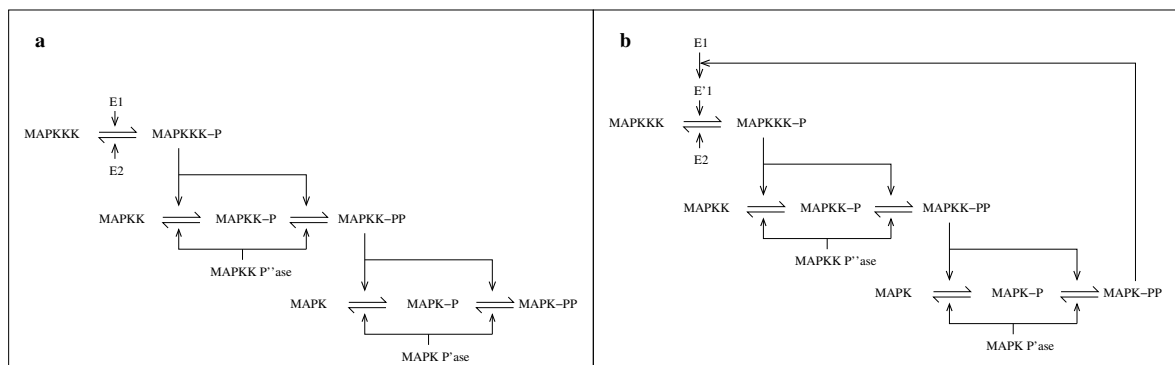 a
E1
MAPKKK MAPKKK–P
E2
MAPKK MAPKK–P MAPKK–PP
MAPKK P''ase
MAPK MAPK–P MAPK–PP
MAPK P'ase
b
E1
E'1
MAPKKK MAPKKK–P
E2
MAPKK MAPKK–P MAPKK–PP
MAPKK P''ase
MAPK MAPK–P MAPK–PP
MAPK P'ase